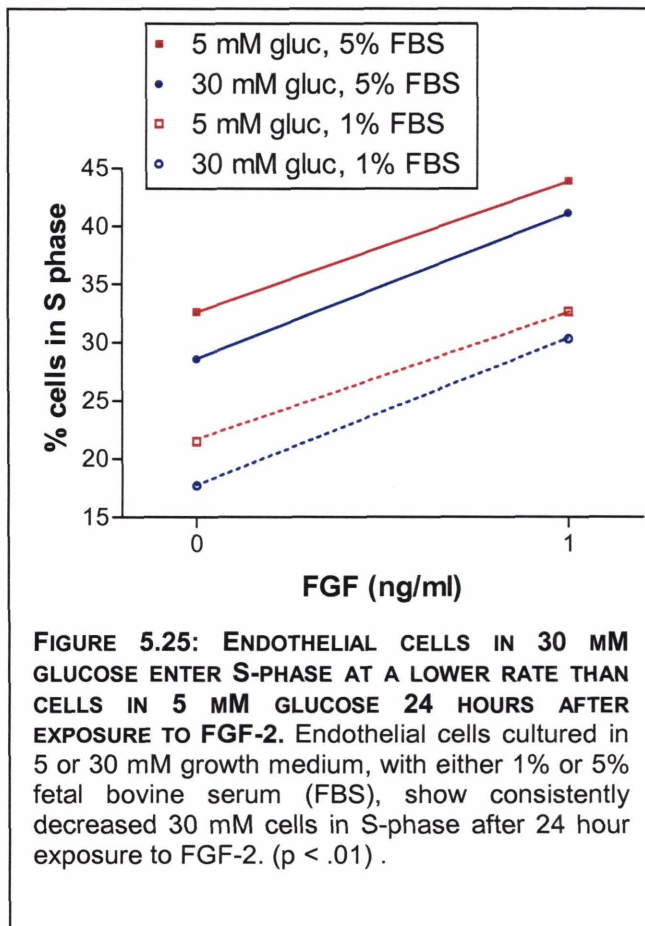 5 mM gluc, 5% FBS
30 mM gluc, 5% FBS
5 mM gluc, 1% FBS
30 mM gluc, 1% FBS
45
40
35
30
25
20
15
% cells in S phase
0
1
FGF (ng/ml)
FIGURE 5.25: ENDOTHELIAL CELLS IN 30 MM
GLUCOSE ENTER S-PHASE AT A LOWER RATE THAN
CELLS IN 5 MM GLUCOSE 24 HOURS AFTER
EXPOSURE TO FGF-2. Endothelial cells cultured in
5 or 30 mM growth medium, with either 1% or 5%
fetal bovine serum (FBS), show consistently
decreased 30 mM cells in S-phase after 24 hour
exposure to FGF-2. (p < .01) .